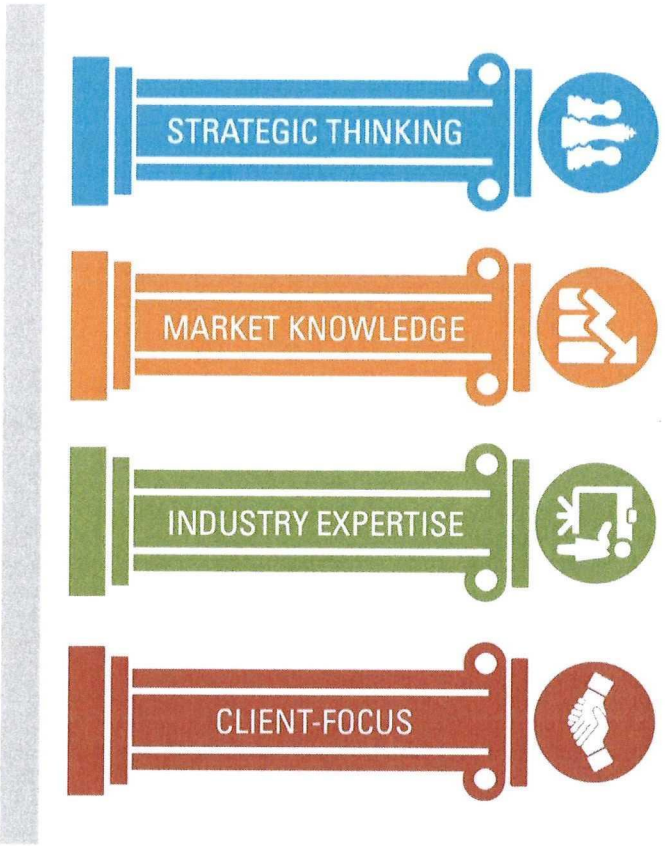 STRATEGIC THINKING
MARKET KNOWLEDGE
INDUSTRY EXPERTISE
CLIENT-FOCUS